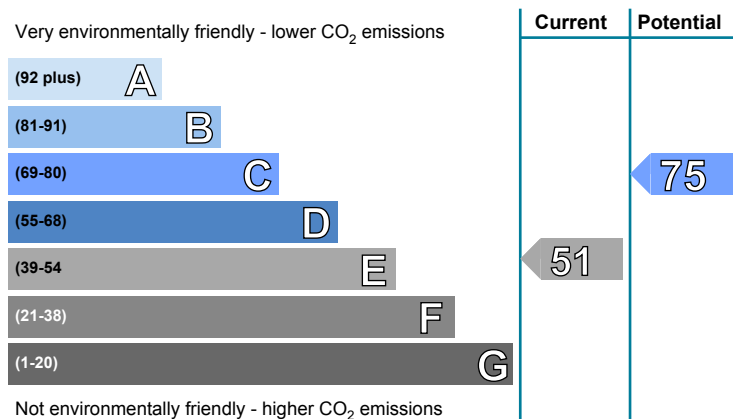 Very environmentally friendly - lower CO₂ emissions
Current
Potential
(92 plus) A
(81-91) B
(69-80) C
75
(55-68) D
(39-54 E
51
(21-38) F
(1-20) G
Not environmentally friendly - higher CO₂ emissions